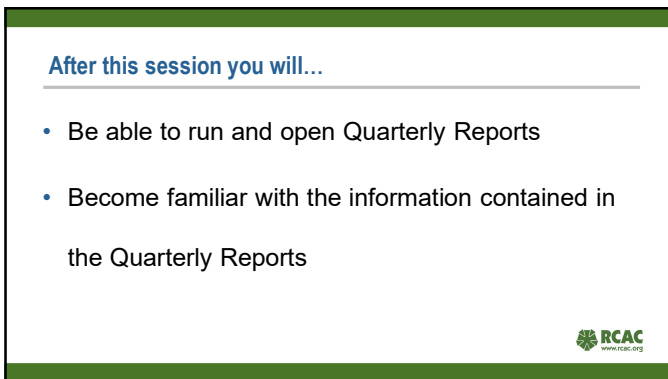 After this session you will…
• Be able to run and open Quarterly Reports
• Become familiar with the information contained in
the Quarterly Reports
RCAC
www.rcac.org